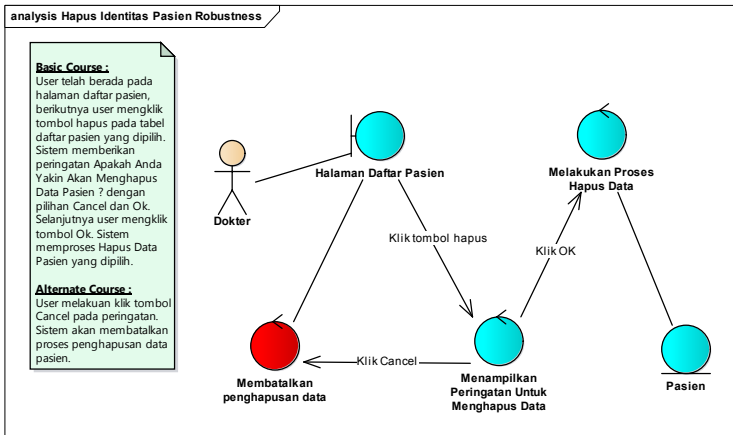 analysis Hapus Identitas Pasien Robustness
Basic Course :
User telah berada pada
halaman daftar pasien,
berikutnya user mengklik
tombol hapus pada tabel
daftar pasien yang dipilih.
Sistem memberikan
peringatan Apakah Anda
Yakin Akan Menghapus
Data Pasien ? dengan
pilihan Cancel dan Ok.
Selanjutnya user mengklik
tombol Ok. Sistem
memproses Hapus Data
Pasien yang dipilih.
Alternate Course :
User melakuan klik tombol
Cancel pada peringatan.
Sistem akan membatalkan
proses penghapusan data
pasien.
Dokter
Halaman Daftar Pasien
Melakukan Proses
Hapus Data
Klik tombol hapus
Klik OK
Klik Cancel
Membatalkan
penghapusan data
Menampilkan
Peringatan Untuk
Menghapus Data
Pasien